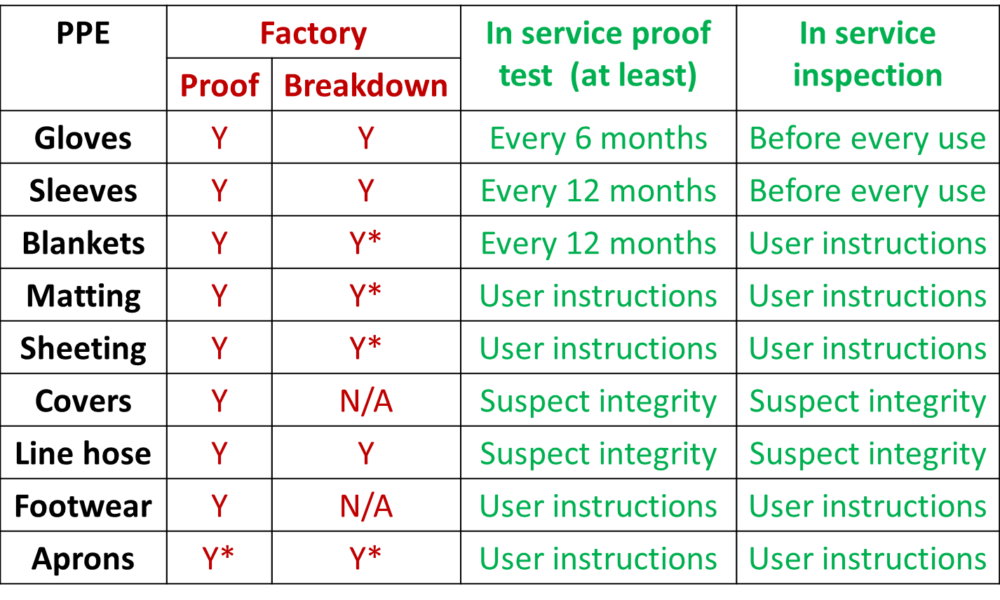 PPE Factory In service proof In service
test (at least) inspection
Proof Breakdown
Gloves Y Y Every 6 months Before every use
Sleeves Y Y Every 12 months Before every use
Blankets Y Y* Every 12 months User instructions
Matting Y Y* User instructions User instructions
Sheeting Y Y* User instructions User instructions
Covers Y N/A Suspect integrity Suspect integrity
Line hose Y Y Suspect integrity Suspect integrity
Footwear Y N/A User instructions User instructions
Aprons Y* Y* User instructions User instructions